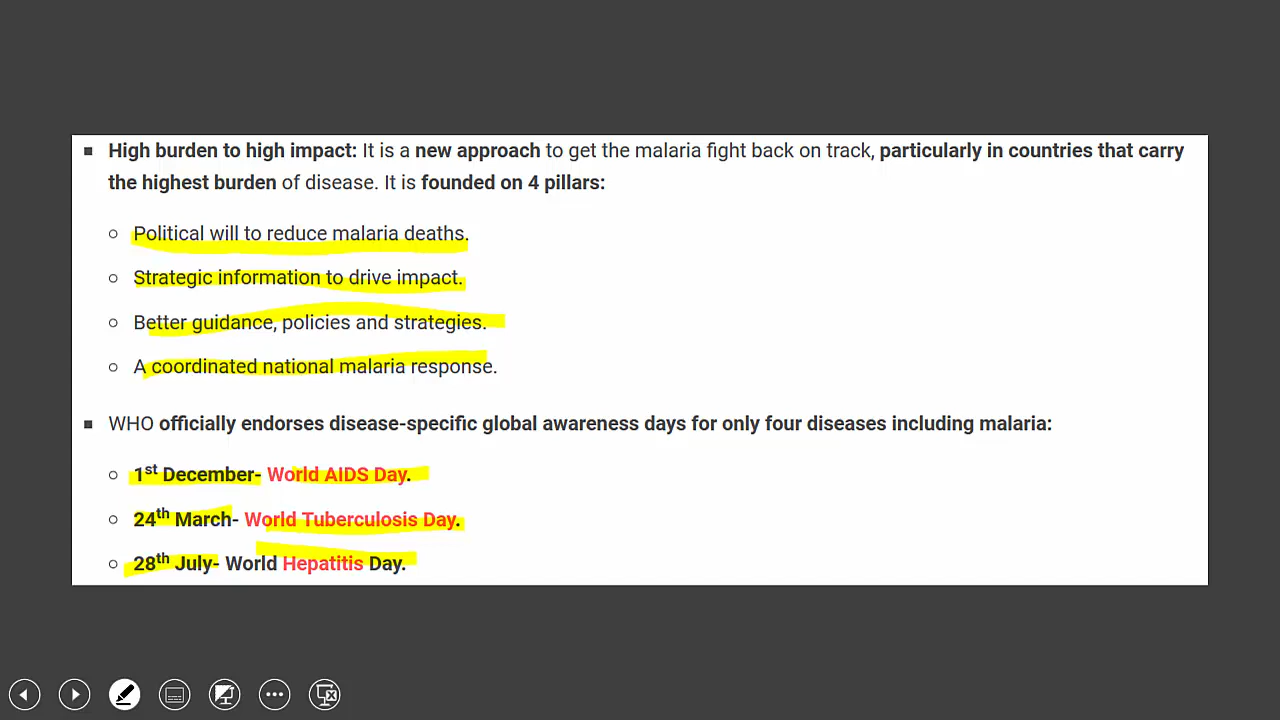 High burden to high impact: It is a new approach to get the malaria fight back on track, particularly in countries that carry
the highest burden of disease. It is founded on 4 pillars:
Political will to reduce malaria deaths.
Strategic information to drive impact.
Better guidance, policies and strategies.
A coordinated national malaria response.
WHO officially endorses disease-specific global awareness days for only four diseases including malaria:
1st December- World AIDS Day.
24th March- World Tuberculosis Day.
28th July- World Hepatitis Day.